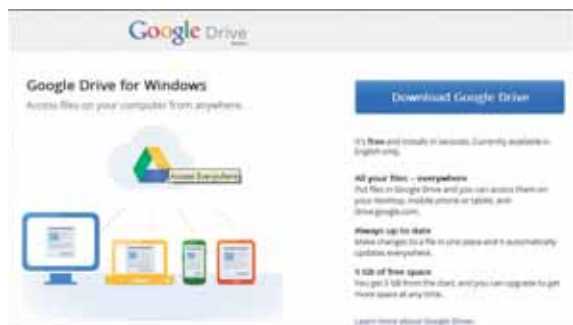 Google Drive
Google Drive for Windows
Access files on your computer from anywhere.
Access Everywhere
Download Google Drive
It's free and installs in seconds. Currently available in
English only.
All your files – everywhere
Put files in Google Drive and you can access them on
your desktop, mobile phone or tablet, and
drive.google.com.
Always up to date
Make changes to a file in one place and it automatically
updates everywhere.
5 GB of free space
You get 5 GB from the start, and you can upgrade to get
more space at any time.
Learn more about Google Drive.